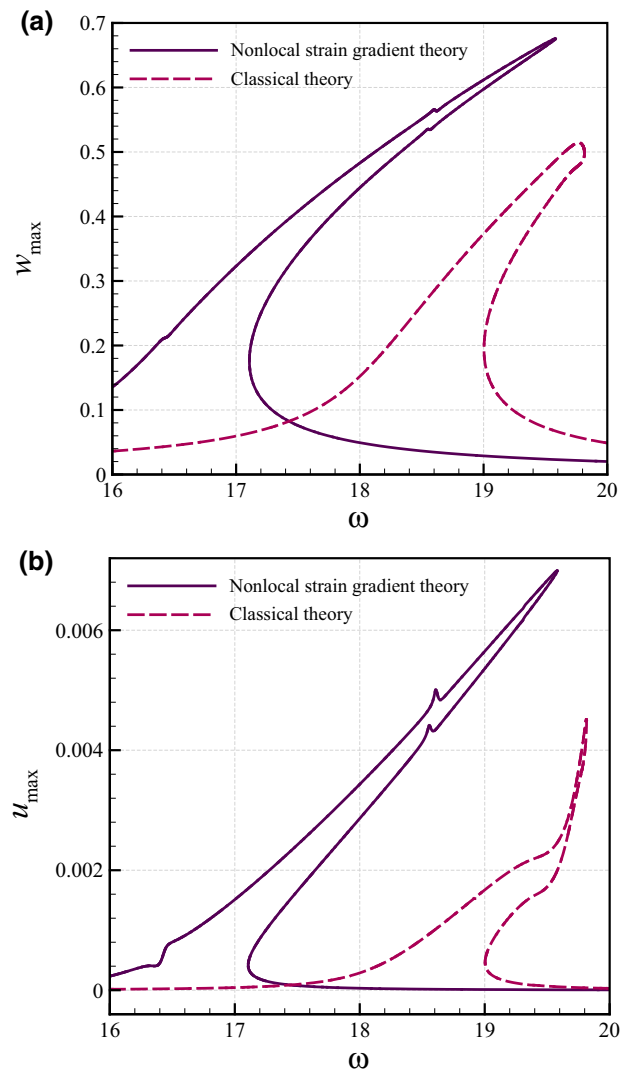 (a)
0.7
0.6
0.5
0.4
0.3
0.2
0.1
0
w max
Nonlocal strain gradient theory
Classical theory
16 17 18 19 20
ω
(b)
0.006
0.004
0.002
0
u max
Nonlocal strain gradient theory
Classical theory
16 17 18 19 20
ω